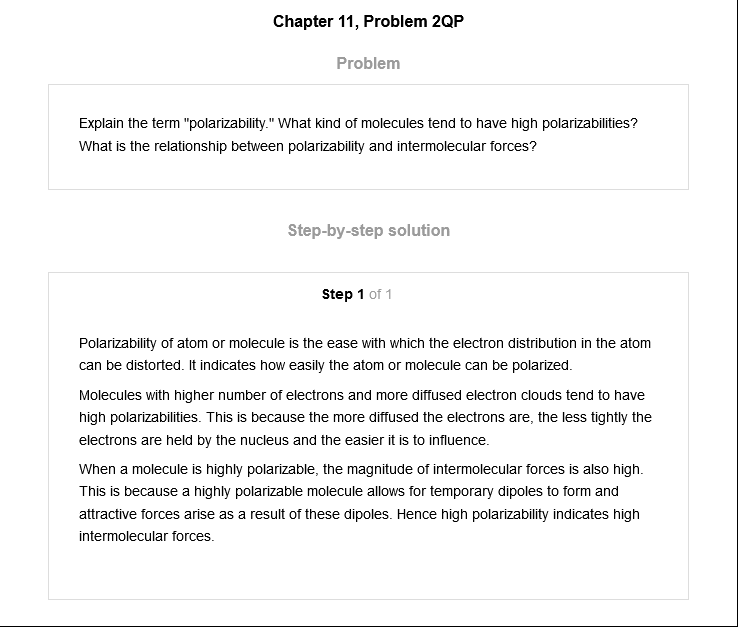 Chapter 11, Problem 2QP
Problem
Explain the term "polarizability." What kind of molecules tend to have high polarizabilities?
What is the relationship between polarizability and intermolecular forces?
Step-by-step solution
Step 1 of 1
Polarizability of atom or molecule is the ease with which the electron distribution in the atom
can be distorted. It indicates how easily the atom or molecule can be polarized.
Molecules with higher number of electrons and more diffused electron clouds tend to have
high polarizabilities. This is because the more diffused the electrons are, the less tightly the
electrons are held by the nucleus and the easier it is to influence.
When a molecule is highly polarizable, the magnitude of intermolecular forces is also high.
This is because a highly polarizable molecule allows for temporary dipoles to form and
attractive forces arise as a result of these dipoles. Hence high polarizability indicates high
intermolecular forces.